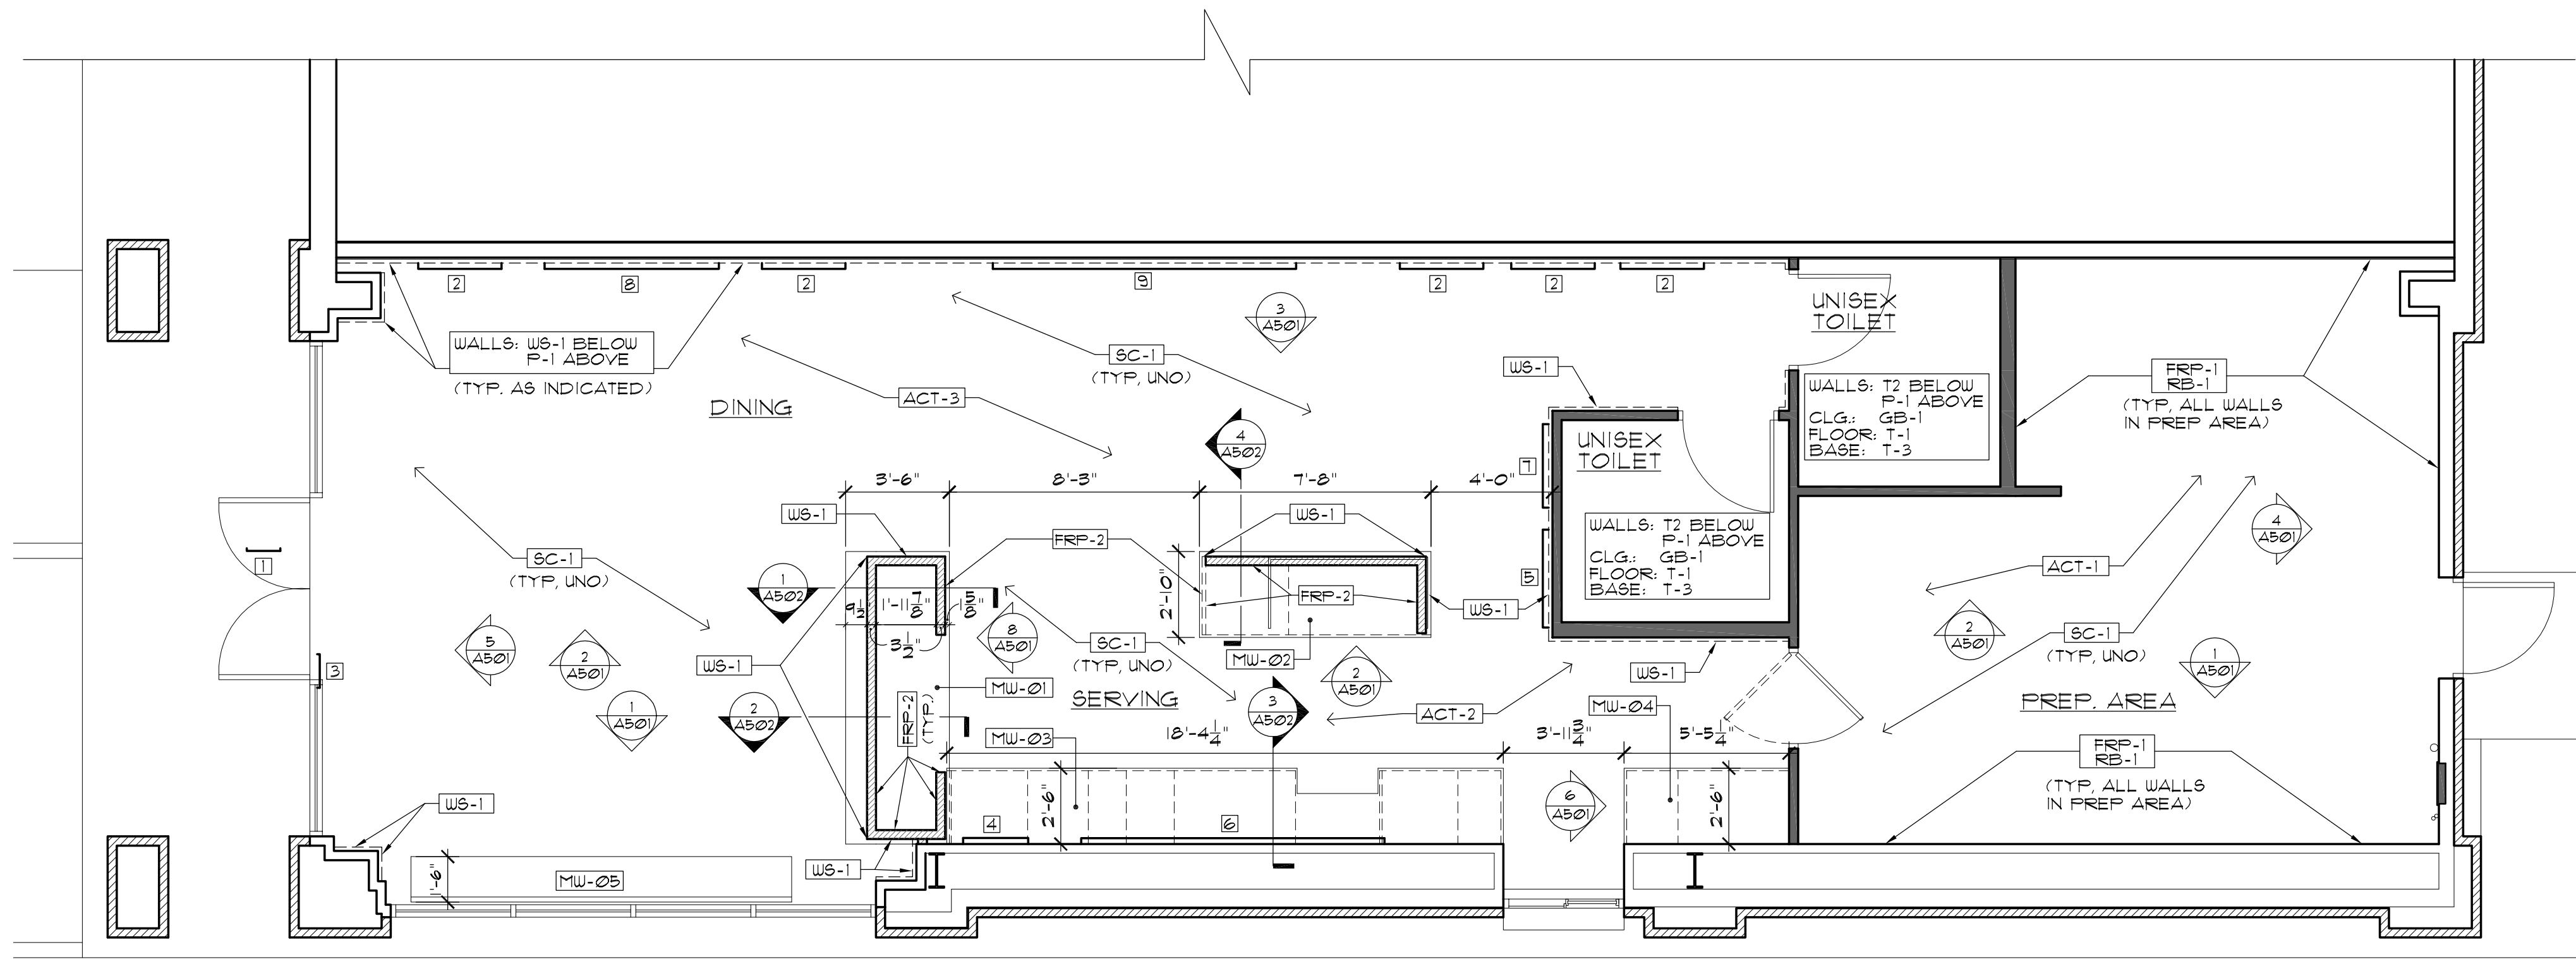 2
8
2
9
2
2
2
3
A501
UNISEX
TOILET
WALLS: WS-1 BELOW
P-1 ABOVE
(TYP. AS INDICATED)
SC-1
(TYP, UNO)
WS-1
ACT-3
DINING
WALLS: T2 BELOW
P-1 ABOVE
CLG.: GB-1
FLOOR: T-1
BASE: T-3
FRP-1
RB-1
(TYP, ALL WALLS
IN PREP AREA)
4
A502
UNISEX
TOILET
7
3'-6"
8'-3"
7'-8"
4'-0"
WS-1
WS-1
FRP-2
WALLS: T2 BELOW
P-1 ABOVE
CLG.: GB-1
FLOOR: T-1
BASE: T-3
4
A501
SC-1
(TYP, UNO)
1
1
A502
9 1/2"
1'-11 7/8"
1 5/8"
3 1/2"
2'-10"
FRP-2
5
WS-1
ACT-1
5
A501
2
A501
8
A501
SC-1
(TYP, UNO)
2
A501
SC-1
(TYP, UNO)
3
WS-1
MW-02
WS-1
2
A501
1
A501
MW-01
SERVING
PREP. AREA
1
A501
2
A502
FRP-2
(TYP.)
3
A502
ACT-2
MW-04
MW-03
18'-4 1/4"
3'-11 3/4"
5'-5 1/4"
FRP-1
RB-1
(TYP, ALL WALLS
IN PREP AREA)
WS-1
2'-6"
4
6
6
A501
2'-6"
WS-1
1'-6"
MW-05